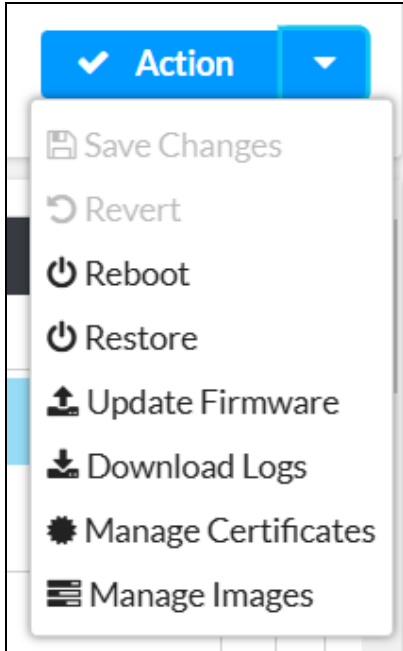 Action
Save Changes
Revert
Reboot
Restore
Update Firmware
Download Logs
Manage Certificates
Manage Images